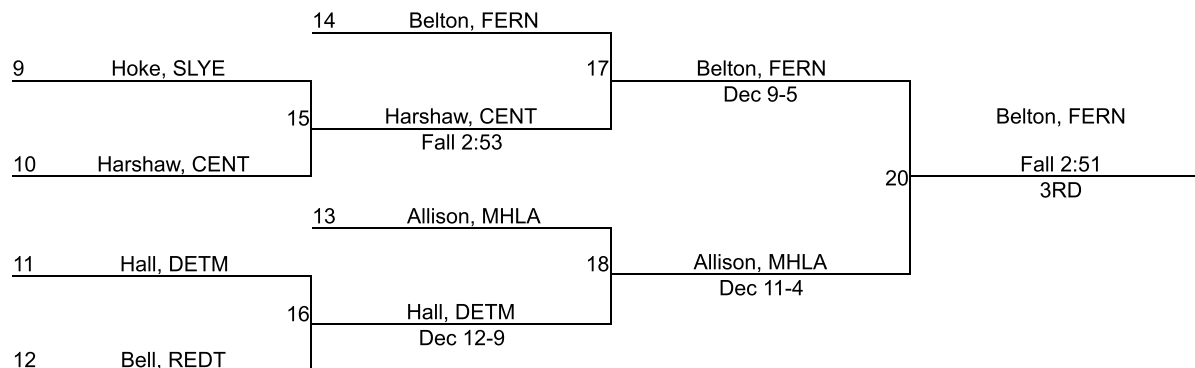 14 Belton, FERN
9 Hoke, SLYE
17 Belton, FERN
Dec 9-5
15 Harshaw, CENT
Fall 2:53
Belton, FERN
10 Harshaw, CENT
20 Fall 2:51
3RD
13 Allison, MHLA
11 Hall, DETM
18 Allison, MHLA
Dec 11-4
16 Hall, DETM
Dec 12-9
12 Bell, REDT